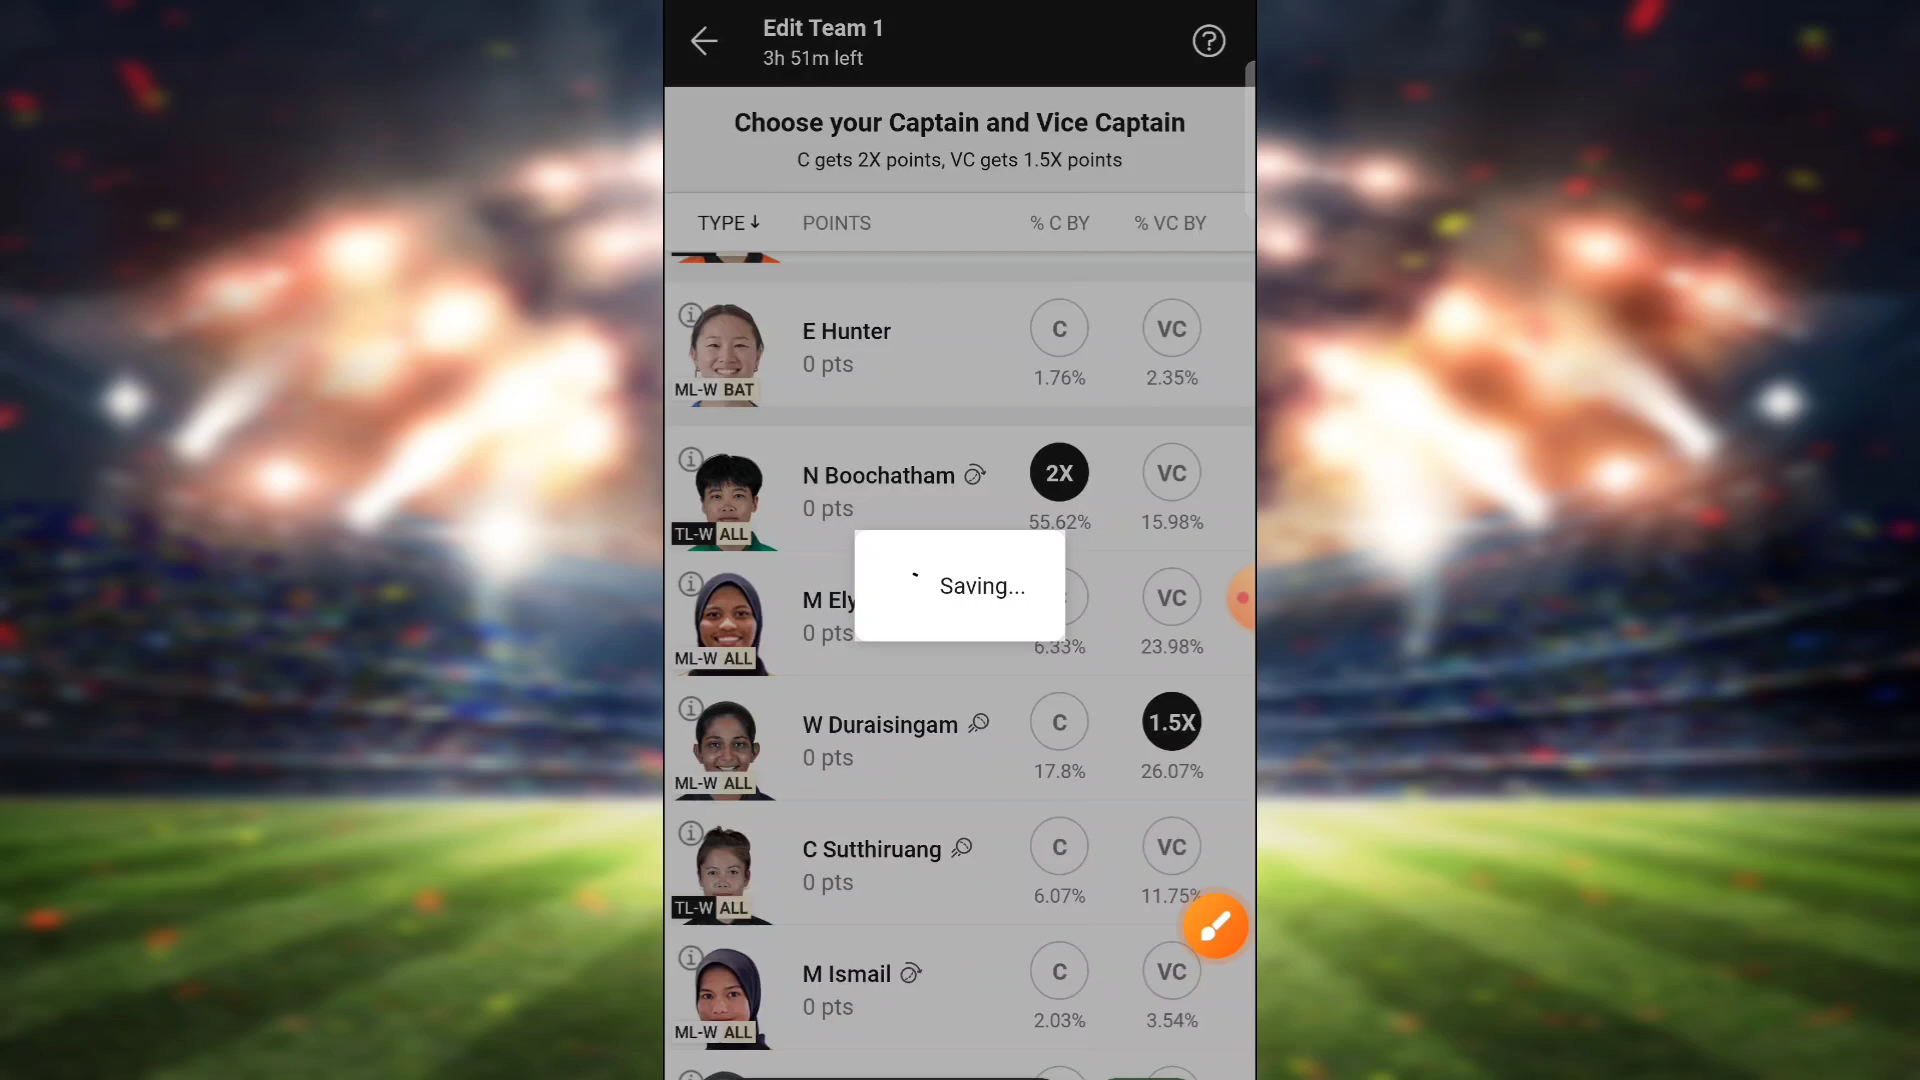 Edit Team 1
3h 51m left
Choose your Captain and Vice Captain
C gets 2X points, VC gets 1.5X points
TYPE↓ POINTS % C BY % VC BY
E Hunter
0 pts
ML-W BAT
C VC
1.76% 2.35%
N Boochatham
0 pts
TL-W ALL
2X VC
55.62% 15.98%
Saving...
M Ely
0 pts
ML-W ALL
VC
6.33% 23.98%
W Duraisingam
0 pts
ML-W ALL
C 1.5X
17.8% 26.07%
C Sutthiruang
0 pts
TL-W ALL
C VC
6.07% 11.75%
M Ismail
0 pts
ML-W ALL
C VC
2.03% 3.54%